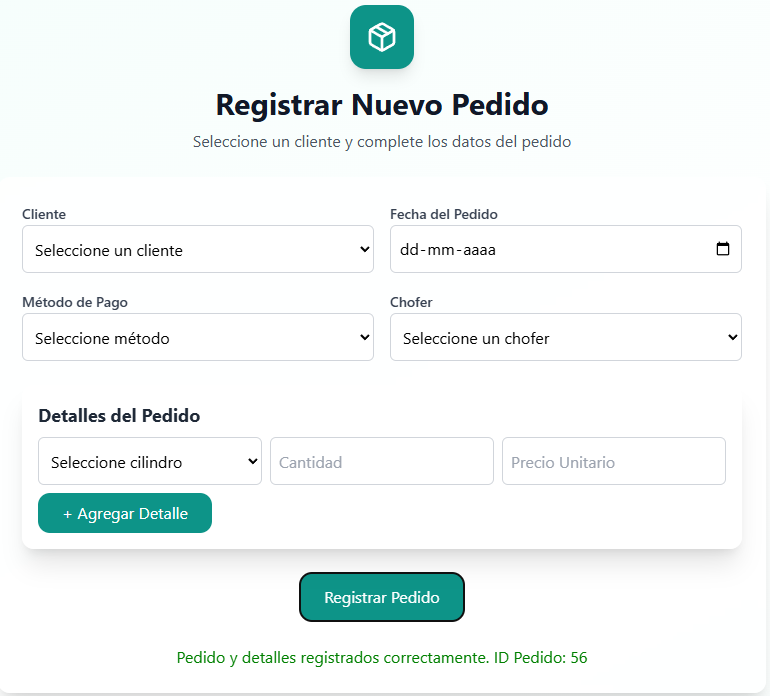 Registrar Nuevo Pedido
Seleccione un cliente y complete los datos del pedido
Cliente
Fecha del Pedido
Seleccione un cliente
dd-mm-aaaa
Método de Pago
Chofer
Seleccione método
Seleccione un chofer
Detalles del Pedido
Seleccione cilindro
Cantidad
Precio Unitario
+ Agregar Detalle
Registrar Pedido
Pedido y detalles registrados correctamente. ID Pedido: 56